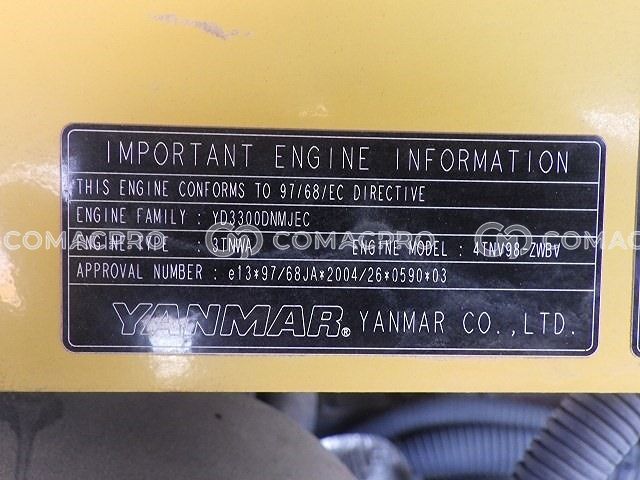 IMPORTANT ENGINE INFORMATION
THIS ENGINE CONFORMS TO 97/68/EC DIRECTIVE
ENGINE FAMILY : YD3300DNMJEC
ENGINE TYPE : 3TNWA ENGINE MODEL : 4TNV98-ZWBV
APPROVAL NUMBER : e13*97/68JA*2004/26*0590*03
YANMAR® YANMAR CO.,LTD.
COMACPRO COMACPRO COMACPRO